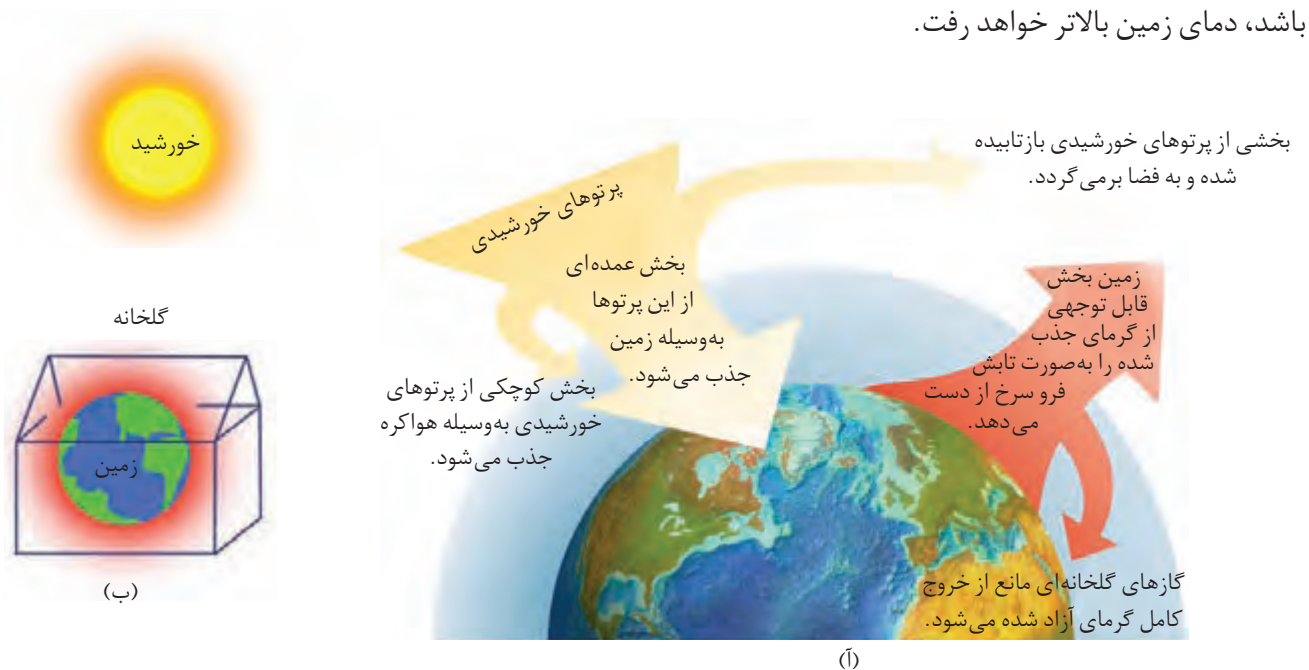 باشد، دمای زمین بالاتر خواهد رفت.
بخشی از پرتوهای خورشیدی بازتابیده
شده و به فضا برمی‌گردد.
پرتوهای خورشیدی
بخش عمده‌ای
از این پرتوها
به‌وسیله زمین
جذب می‌شود.
زمین بخش
قابل توجهی
از گرمای جذب
شده را به‌صورت تابش
فرو سرخ از دست
می‌دهد.
بخش کوچکی از پرتوهای
خورشیدی به‌وسیله هواکره
جذب می‌شود.
گازهای گلخانه‌ای مانع از خروج
کامل گرمای آزاد شده می‌شود.
(آ)
خورشید
گلخانه
زمین
(ب)